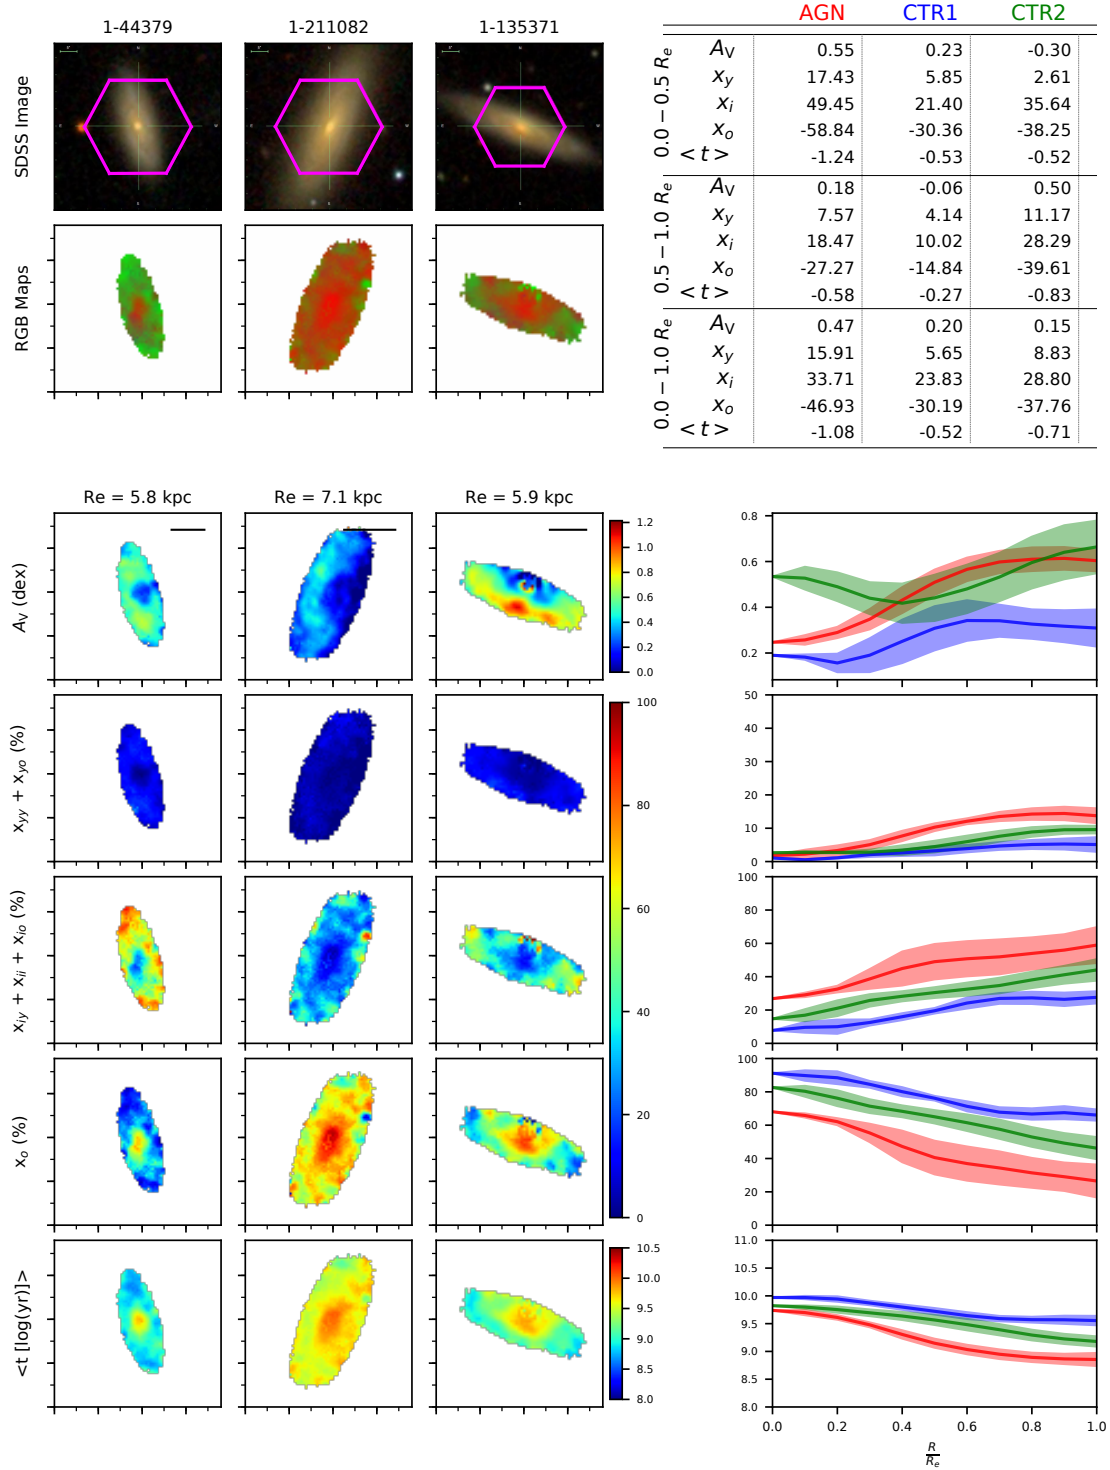 1-44379 1-211082 1-135371
SDSS Image
RGB Maps
AGN CTR1 CTR2
0.0 − 0.5 Re
AV 0.55 0.23 -0.30
xy 17.43 5.85 2.61
xi 49.45 21.40 35.64
xo -58.84 -30.36 -38.25
<t> -1.24 -0.53 -0.52
0.5 − 1.0 Re
AV 0.18 -0.06 0.50
xy 7.57 4.14 11.17
xi 18.47 10.02 28.29
xo -27.27 -14.84 -39.61
<t> -0.58 -0.27 -0.83
0.0 − 1.0 Re
AV 0.47 0.20 0.15
xy 15.91 5.65 8.83
xi 33.71 23.83 28.80
xo -46.93 -30.19 -37.76
<t> -1.08 -0.52 -0.71
Re = 5.8 kpc Re = 7.1 kpc Re = 5.9 kpc
AV (dex)
1.2
1.0
0.8
0.6
0.4
0.2
0.0
0.8
0.6
0.4
0.2
xyy + xyo (%)
100
80
60
40
20
0
50
40
30
20
10
0
xiy + xii + xio (%)
100
80
60
40
20
0
xo (%)
100
80
60
40
20
0
<t [log(yr)]>
10.5
10.0
9.5
9.0
8.5
8.0
11.0
10.5
10.0
9.5
9.0
8.5
8.0
0.0 0.2 0.4 0.6 0.8 1.0
R
Re